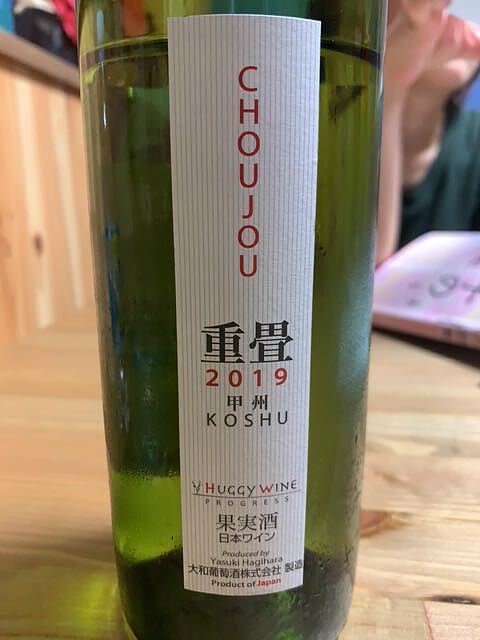 CHOUJOU
重畳
2019
甲州
KOSHU
HUGGY WINE
PROGRESS
果実酒
日本ワイン
Produced by
Yasuki Hagihara
大和葡萄酒株式会社 製造
Product of Japan